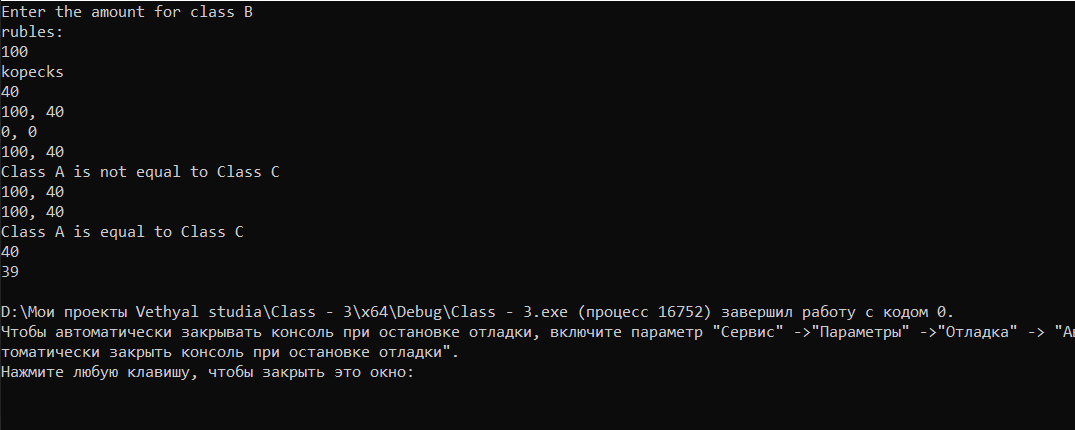 Enter the amount for class B
rubles:
100
kopecks
40
100, 40
0, 0
100, 40
Class A is not equal to Class C
100, 40
100, 40
Class A is equal to Class C
40
39
D:\Мои проекты Vethyal studia\Class - 3\x64\Debug\Class - 3.exe (процесс 16752) завершил работу с кодом 0.
Чтобы автоматически закрывать консоль при остановке отладки, включите параметр "Сервис" ->"Параметры" ->"Отладка" -> "Ав
томатически закрыть консоль при остановке отладки".
Нажмите любую клавишу, чтобы закрыть это окно: